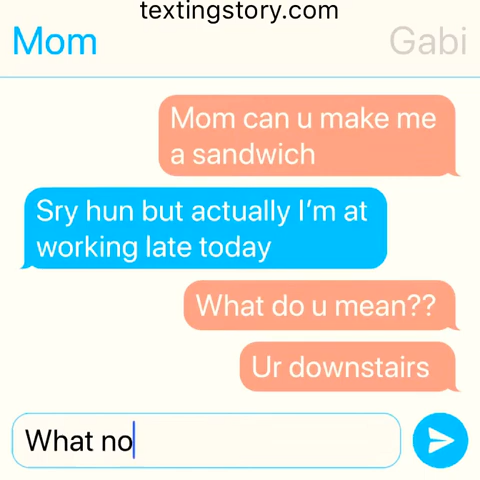 textingstory.com
Mom Gabi
Mom can u make me
a sandwich
Sry hun but actually I'm at
working late today
What do u mean??
Ur downstairs
What no